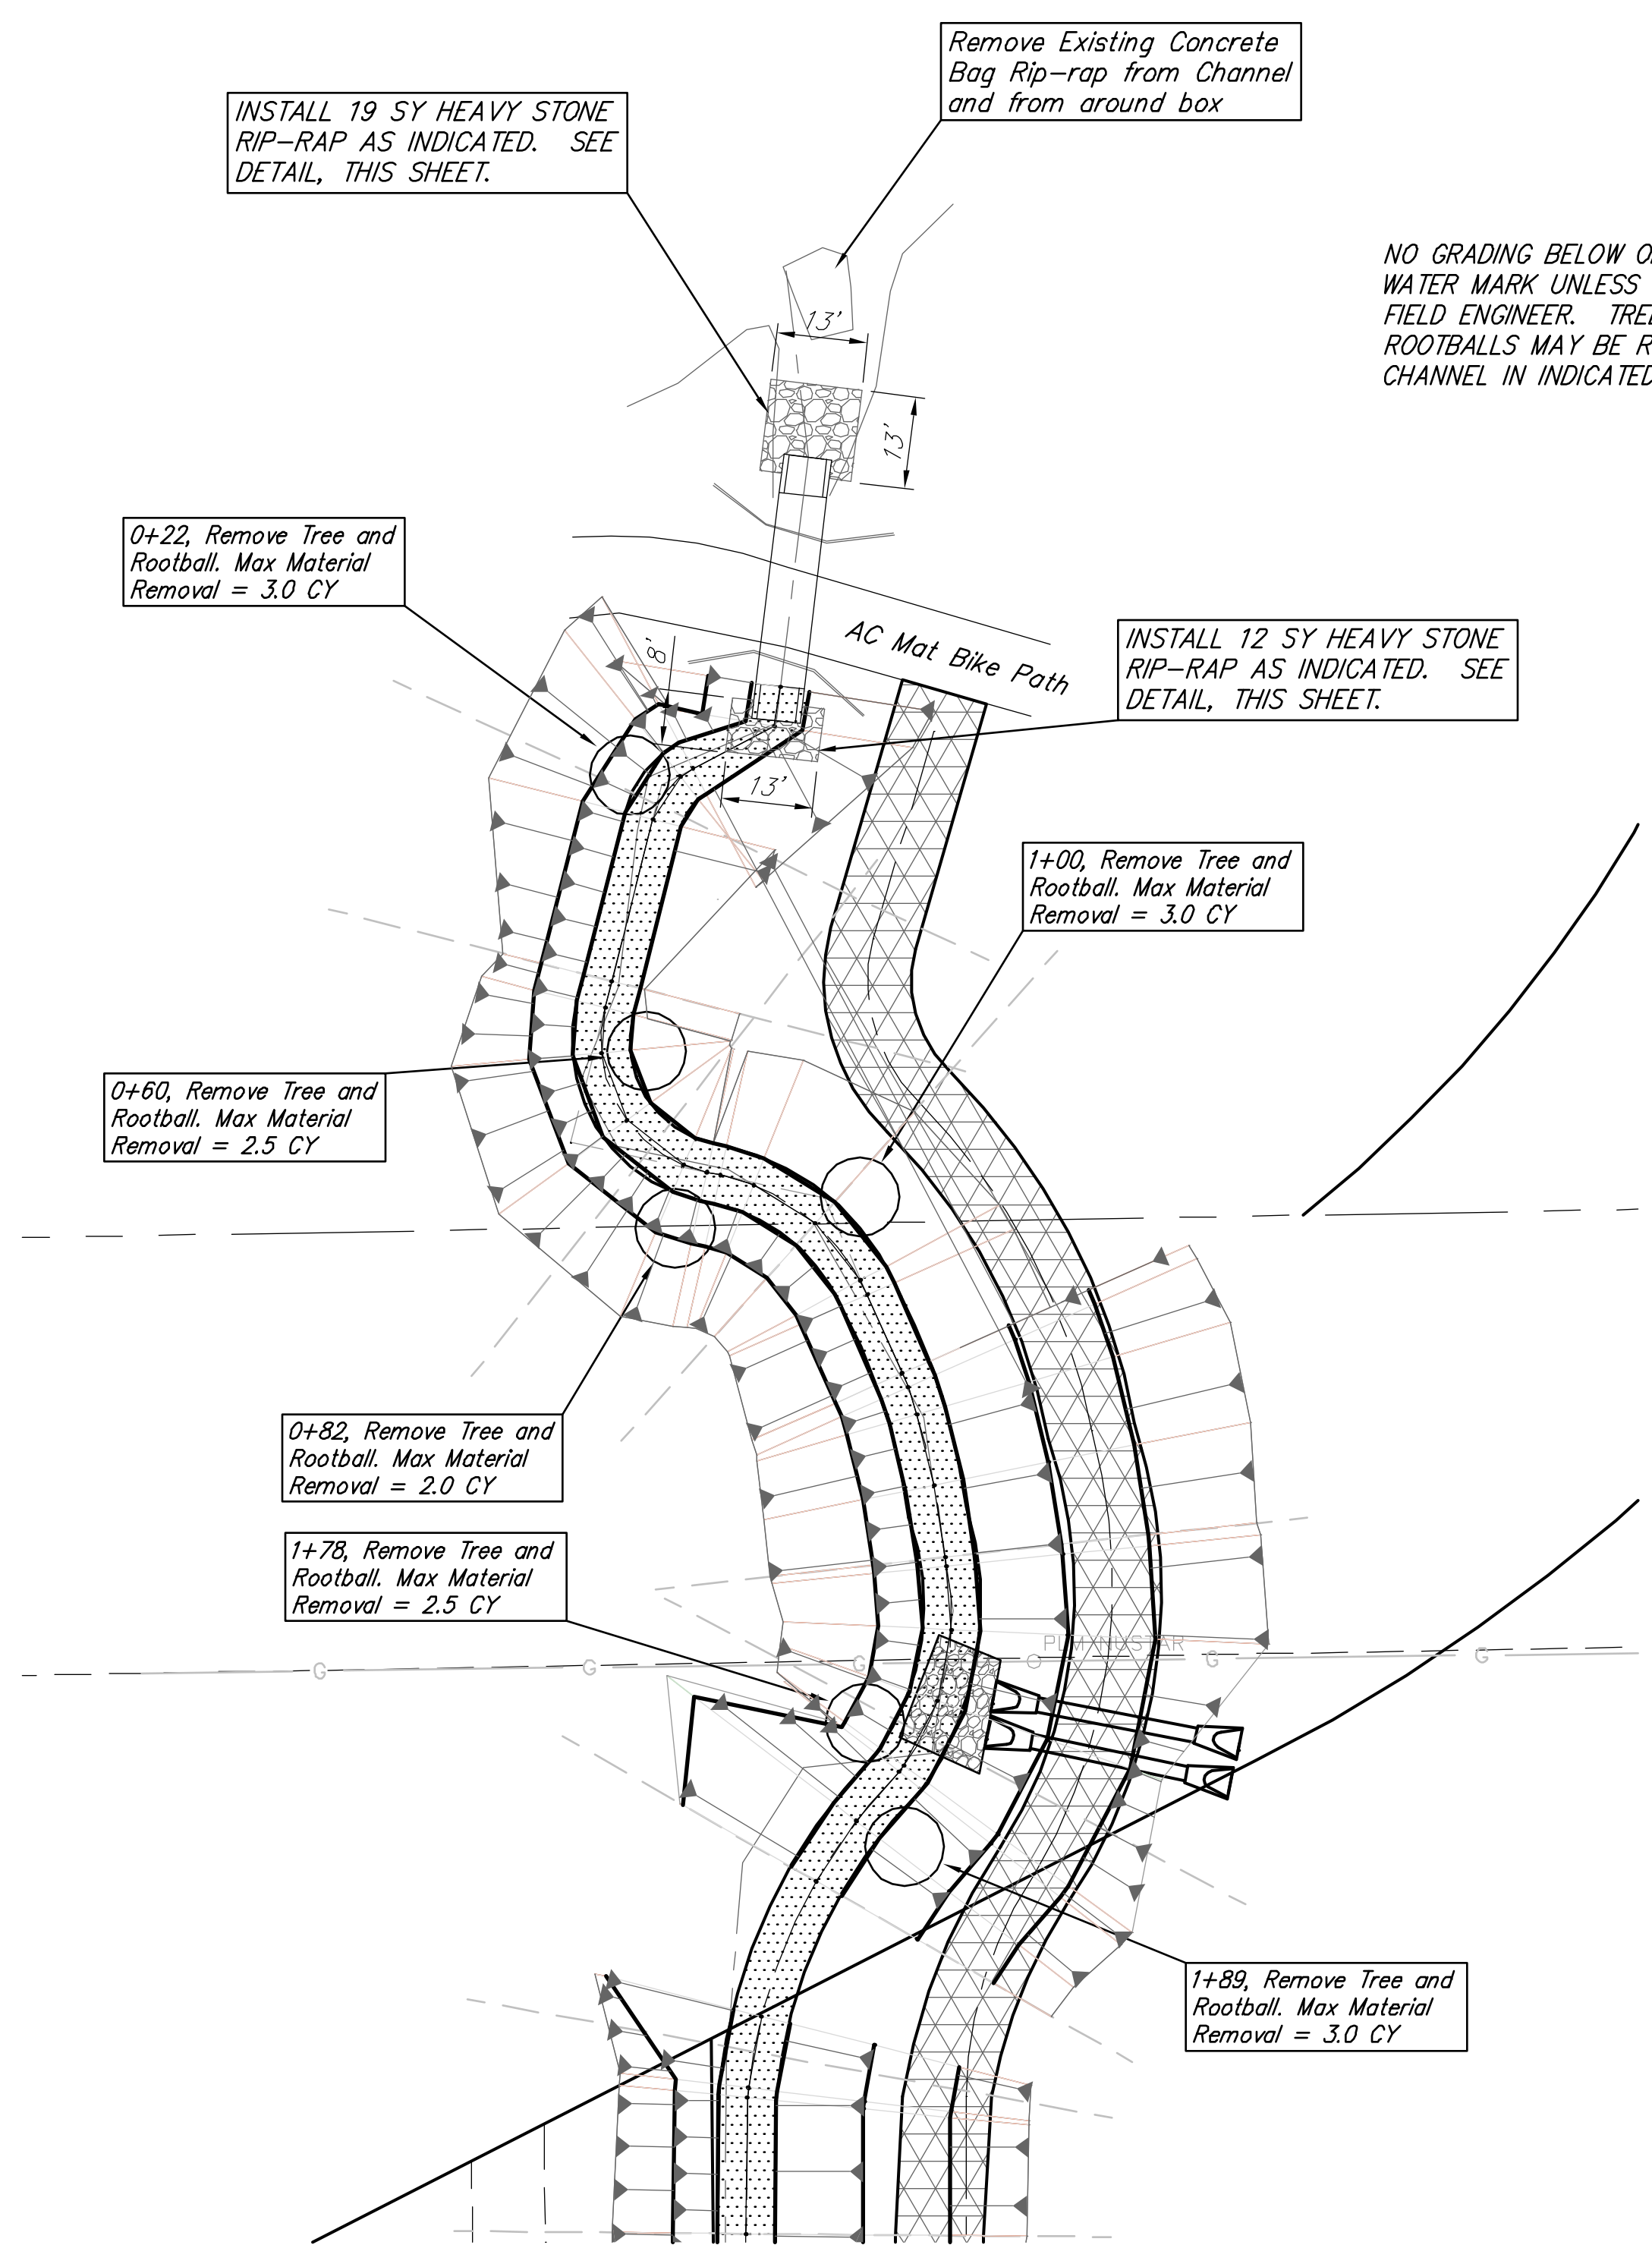 Remove Existing Concrete
Bag Rip-rap from Channel
and from around box
INSTALL 19 SY HEAVY STONE
RIP-RAP AS INDICATED. SEE
DETAIL, THIS SHEET.
NO GRADING BELOW
WATER MARK UNLESS
FIELD ENGINEER.
ROOTBALLS MAY BE
CHANNEL IN INDICATED
13'
13'
0+22, Remove Tree and
Rootball. Max Material
Removal = 3.0 CY
8'
AC Mat Bike Path
INSTALL 12 SY HEAVY STONE
RIP-RAP AS INDICATED. SEE
DETAIL, THIS SHEET.
13'
1+00, Remove Tree and
Rootball. Max Material
Removal = 3.0 CY
0+60, Remove Tree and
Rootball. Max Material
Removal = 2.5 CY
0+82, Remove Tree and
Rootball. Max Material
Removal = 2.0 CY
1+78, Remove Tree and
Rootball. Max Material
Removal = 2.5 CY
PLM NUSTAR
G G G G G
1+89, Remove Tree and
Rootball. Max Material
Removal = 3.0 CY